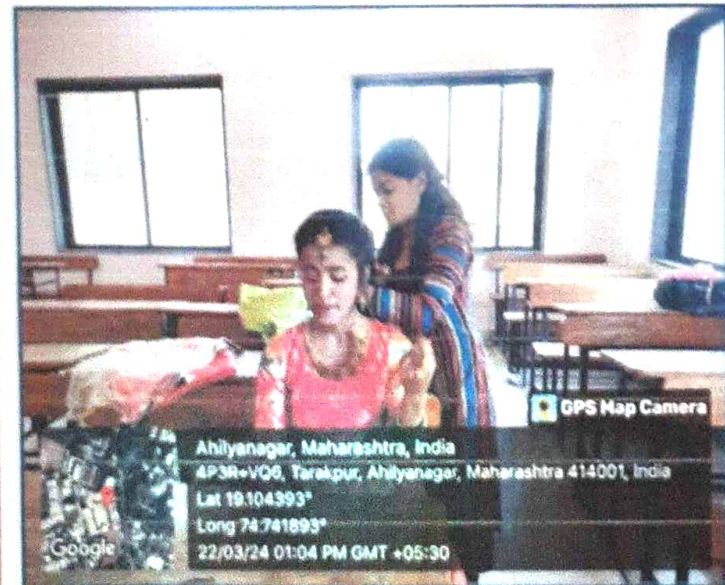 GPS Map Camera
Ahilyanagar, Maharashtra, India
4P3R+VQ6, Tarakpur, Ahilyanagar, Maharashtra 414001, India
Lat 19.104393°
Long 74.741893°
22/03/24 01:04 PM GMT +05:30
Google